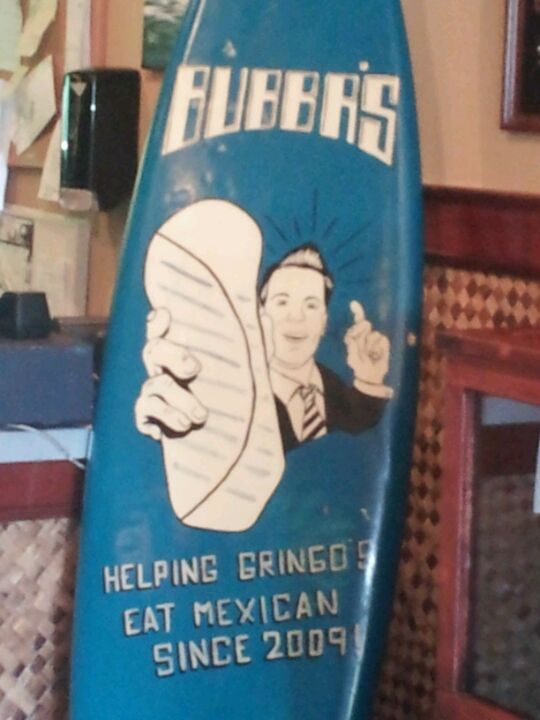 BUBBA'S
HELPING GRINGO'S
EAT MEXICAN
SINCE 2009!